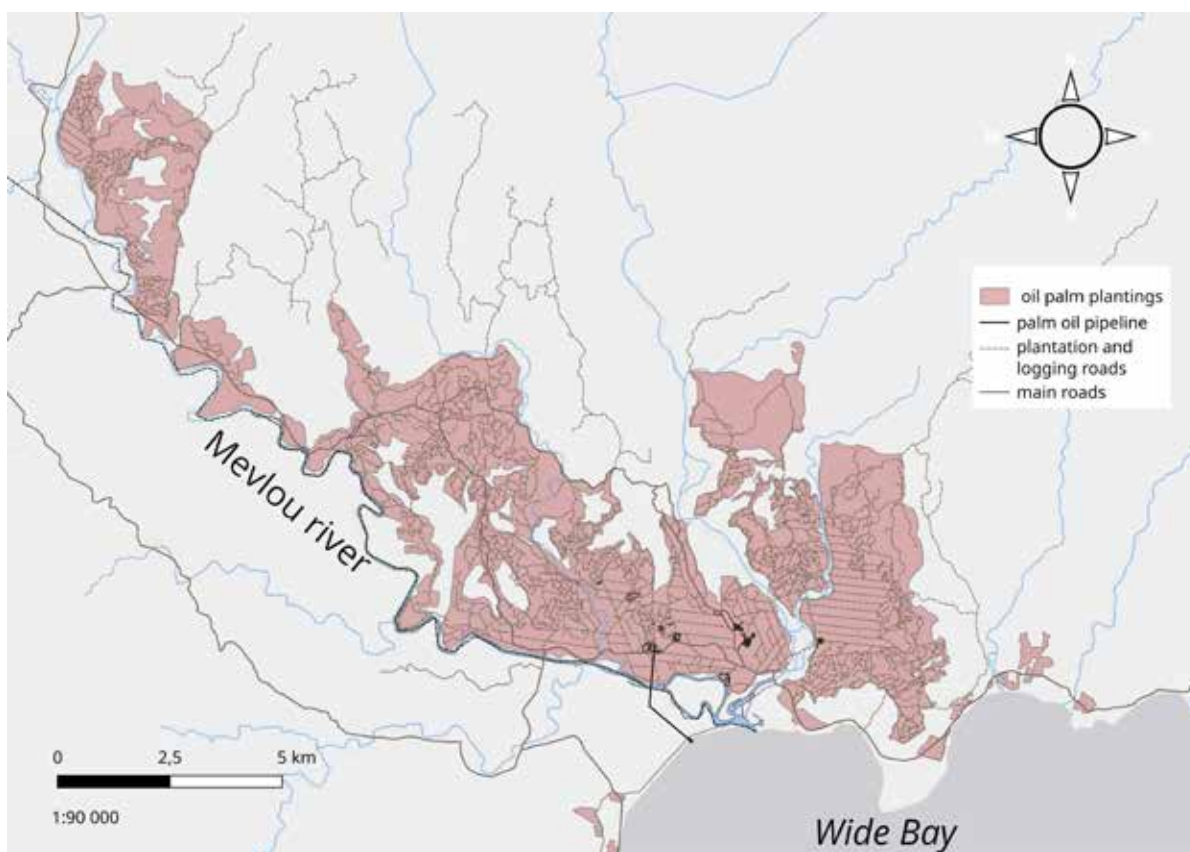 oil palm plantings
palm oil pipeline
plantation and
logging roads
main roads
Mevlou river
0 2,5 5 km
1:90 000
Wide Bay